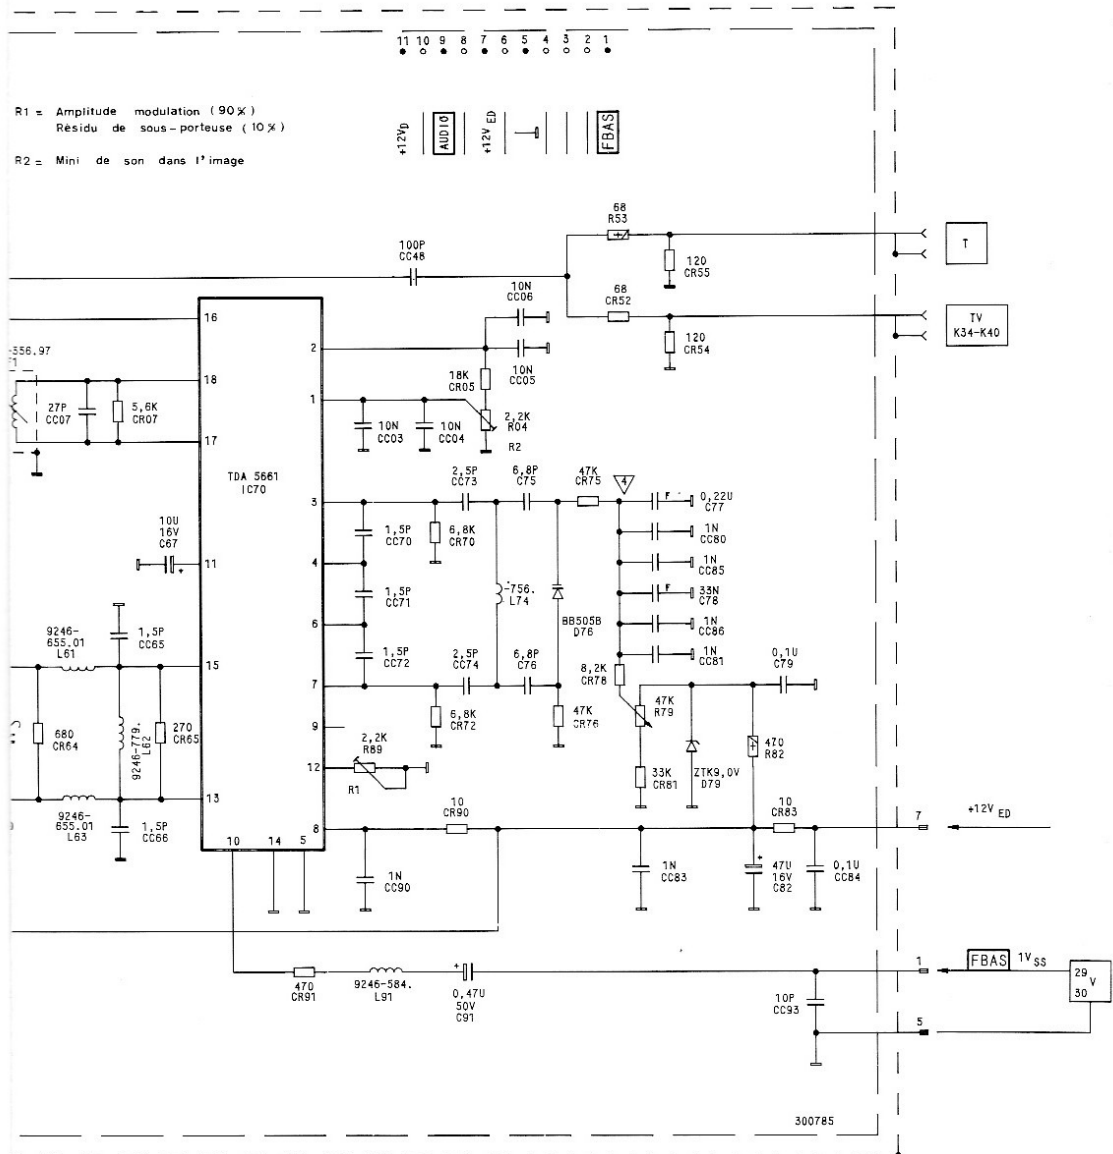 11 10 9 8 7 6 5 4 3 2 1
R1 = Amplitude modulation (90%)
Résidu de sous-porteuse (10%)
R2 = Mini de son dans l'image
+12VD
AUDIO
+12V ED
FBAS
68
R53
T
120
CR55
100P
CC48
68
CR52
TV
K34-K40
120
CR54
10N
CC06
10N
CC05
16
2
-556.97
18
18K
CR05
27P
CC07
5,6K
CR07
1
10N
CC03
10N
CC04
2,2K
R04
R2
17
TDA 5661
IC70
2,5P
CC73
6,8P
C75
47K
CR75
4
3
F
0,22U
C77
1,5P
CC70
6,8K
CR70
1N
CC80
10U
16V
C67
+
11
4
1N
CC85
1,5P
CC71
-756.
L74
BB505B
D76
F
33N
C78
6
1N
CC86
9246-
655.01
L61
1,5P
CC65
1,5P
CC72
2,5P
CC74
6,8P
C76
1N
CC81
8,2K
CR78
0,1U
C79
15
7
680
CR64
9246-779.
L62
270
CR65
6,8K
CR72
47K
CR76
47K
R79
9
2,2K
R89
470
R82
12
R1
33K
CR81
ZTK9,0V
D79
13
9246-
655.01
L63
1,5P
CC66
10
CR90
10
CR83
7
+12V ED
8
10 14 5
1N
CC90
1N
CC83
+
47U
16V
C82
0,1U
CC84
470
CR91
9246-584.
L91
+
0,47U
50V
C91
1
FBAS 1VSS
29
V
30
10P
CC93
5
300785